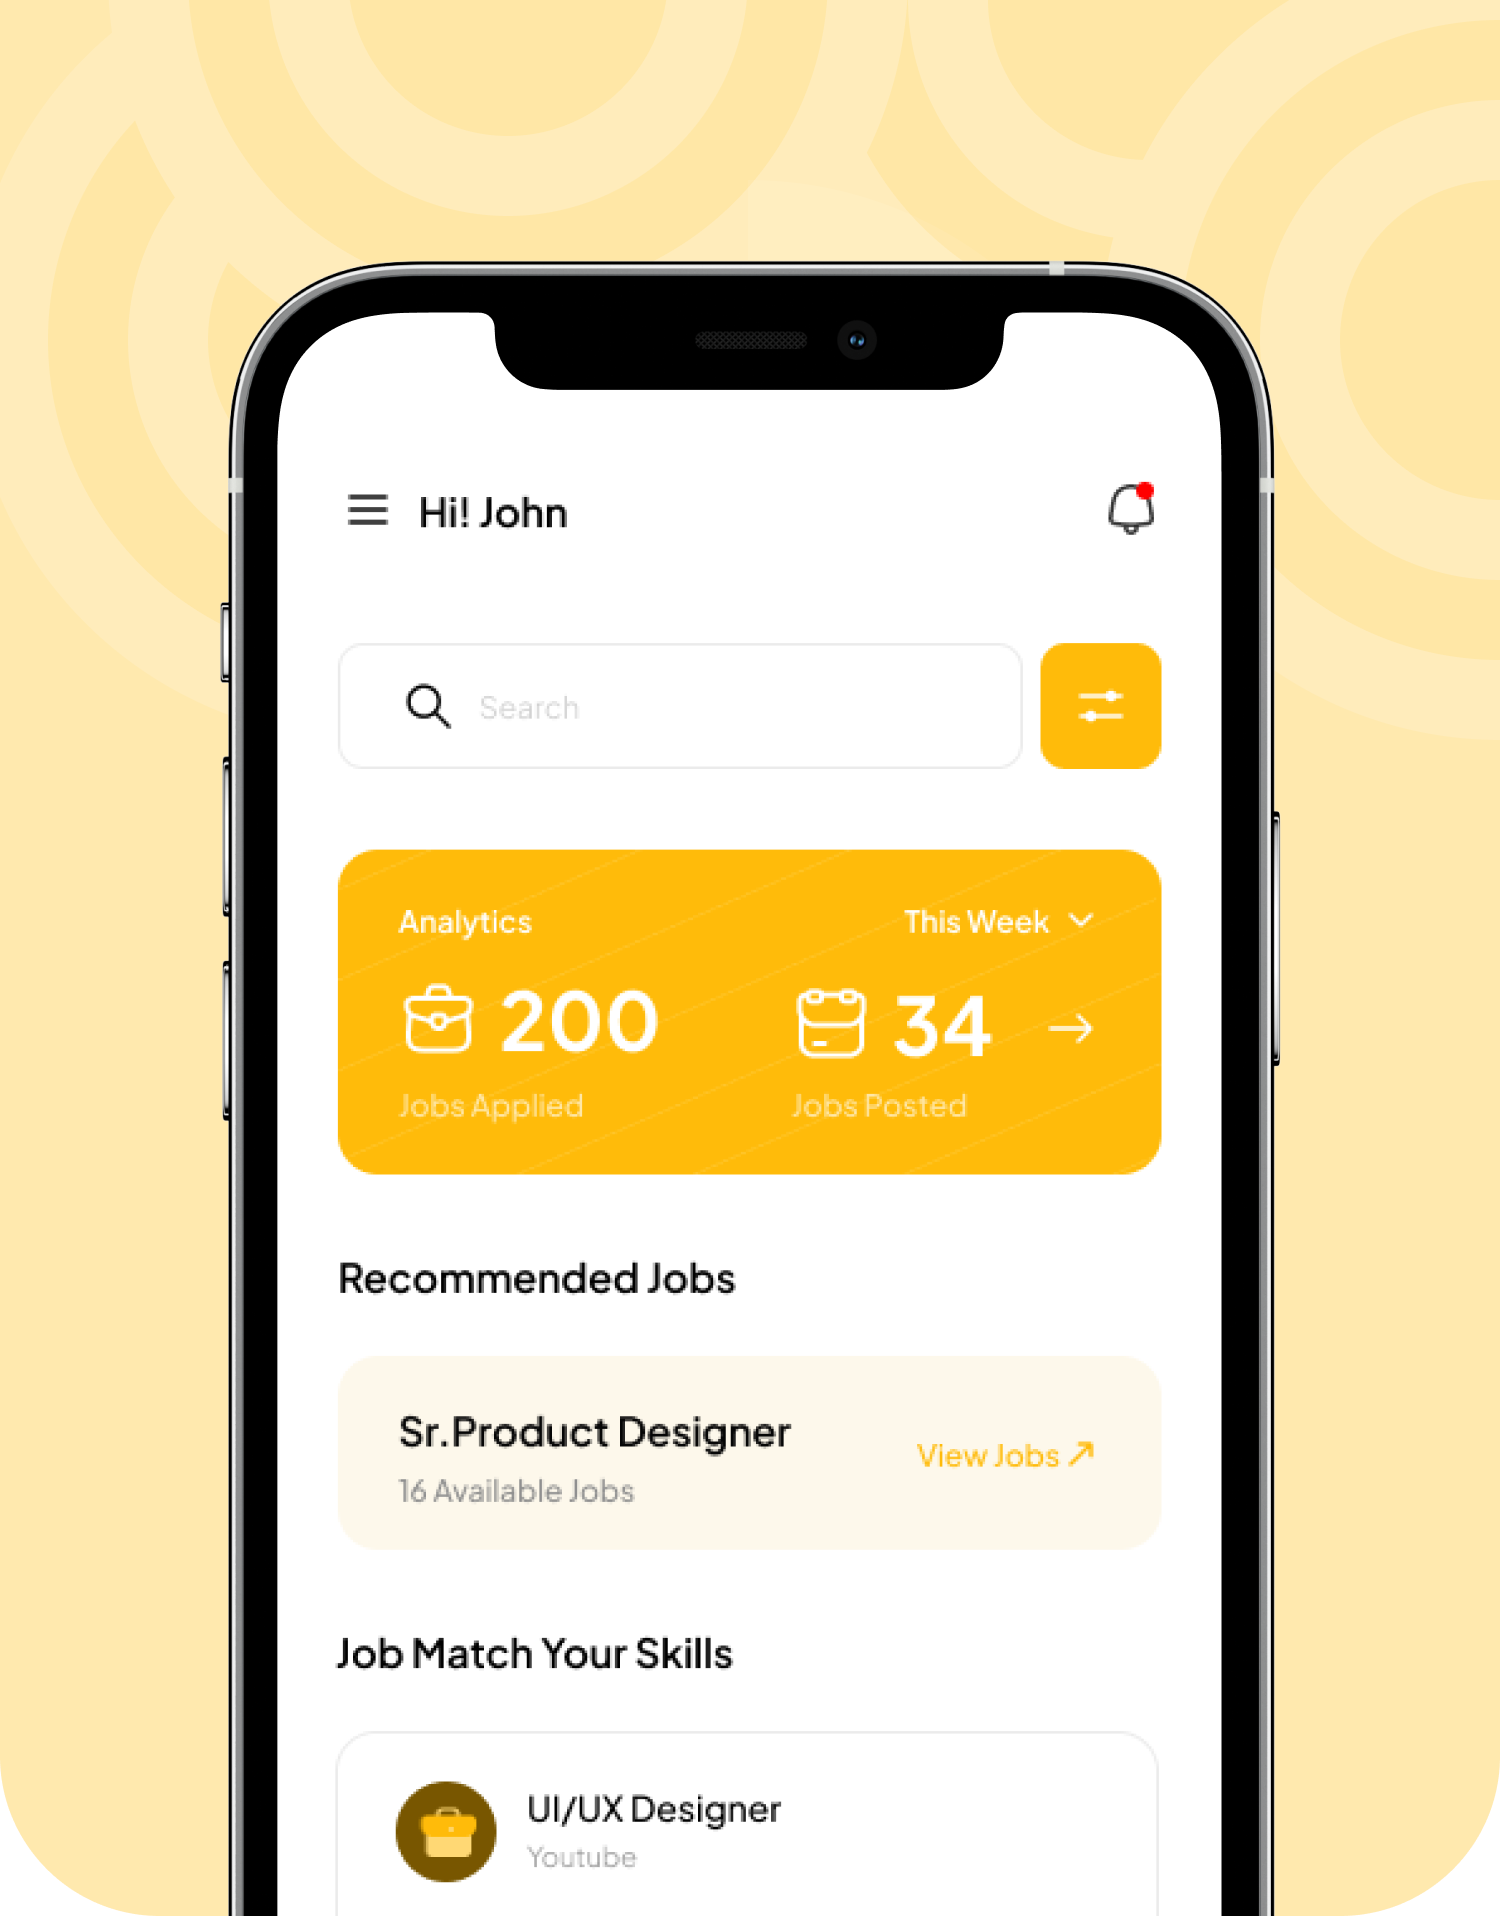 Hi! John
Search
Analytics
This Week
200
34
Jobs Applied
Jobs Posted
Recommended Jobs
Sr.Product Designer
View Jobs
16 Available Jobs
Job Match Your Skills
UI/UX Designer
Youtube